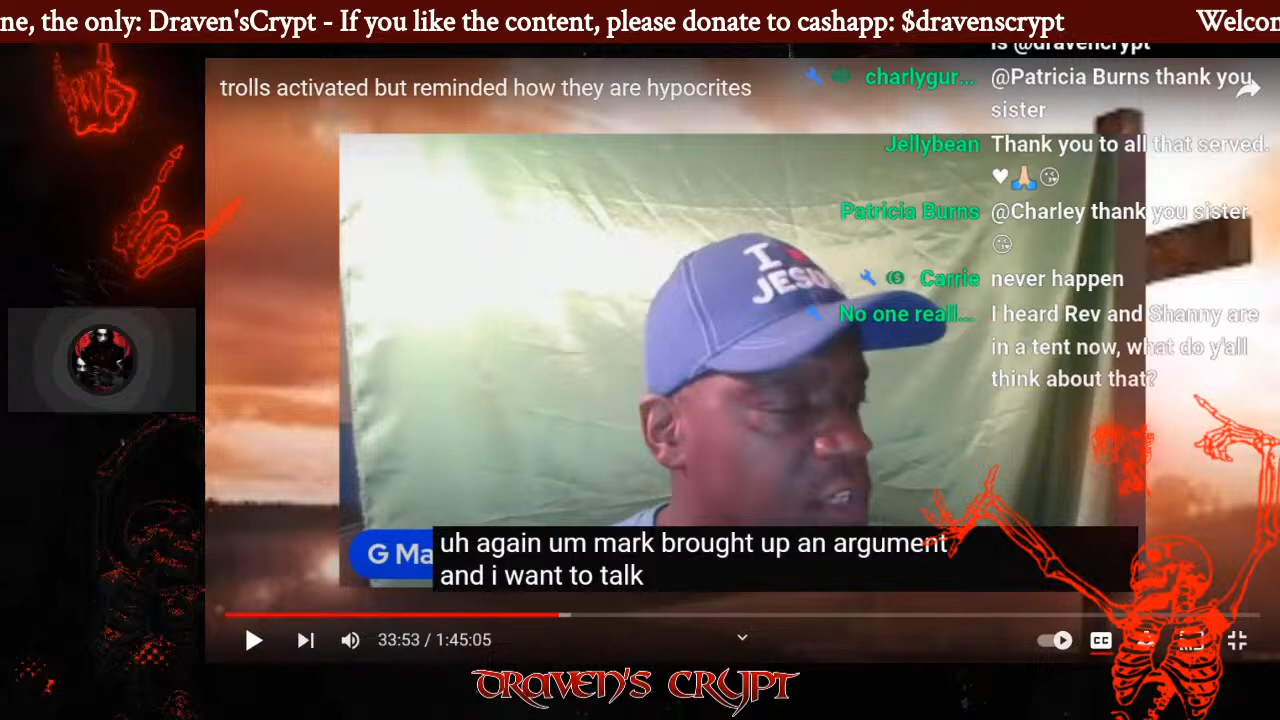 ne, the only: Draven'sCrypt - If you like the content, please donate to cashapp: $dravenscrypt Welcon
is @dravencrypt
trolls activated but reminded how they are hypocrites
charlygur... @Patricia Burns thank you
sister
Jellybean Thank you to all that served.
♥🙏😘
Patricia Burns @Charley thank you sister
😘
Carrie never happen
No one reall... I heard Rev and Shanny are
in a tent now, what do y'all
think about that?
I JESUS
G Ma
uh again um mark brought up an argument
and i want to talk
33:53 / 1:45:05
CC
DRAVEN'S CRYPT